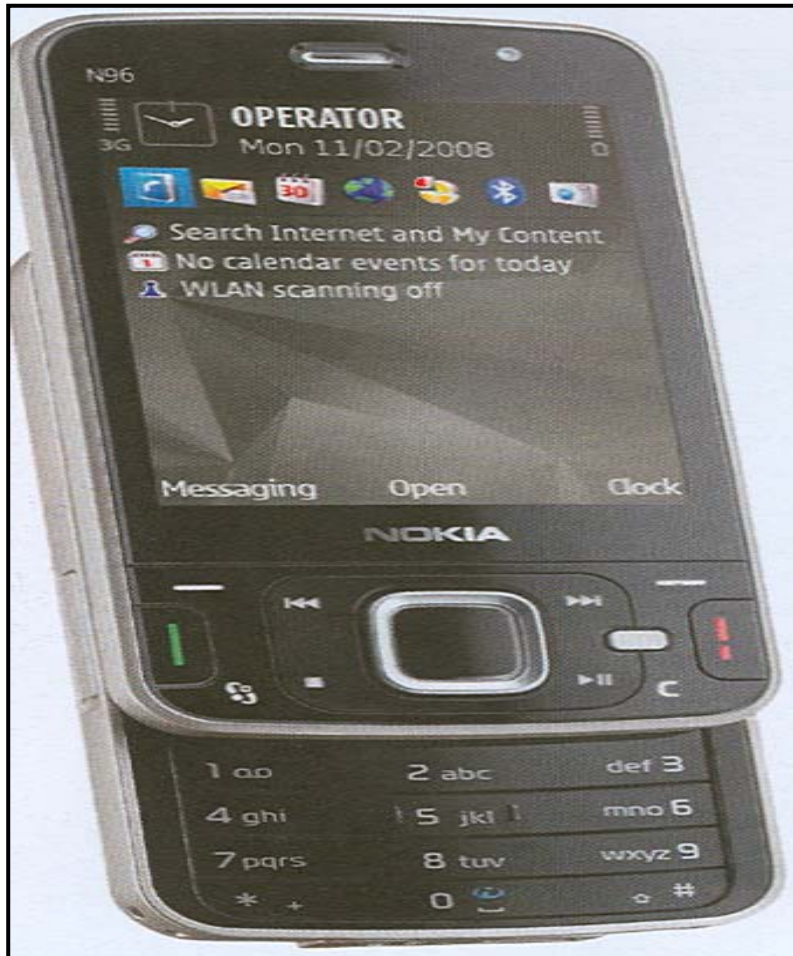 N96
OPERATOR
3G Mon 11/02/2008
30
Search Internet and My Content
1 No calendar events for today
WLAN scanning off
Messaging Open Clock
NOKIA
C
1 2 abc def 3
4 ghi 5 jkl mno 6
7 pqrs 8 tuv wxyz 9
* + 0 #